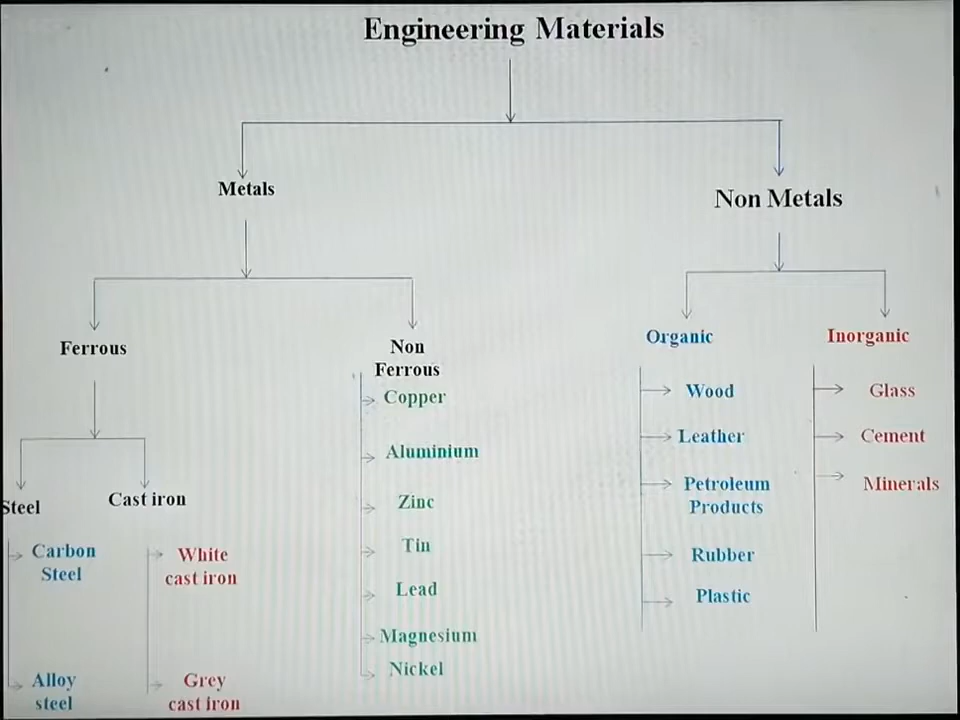 Engineering Materials
Metals
Non Metals
Ferrous
Non
Ferrous
Organic
Inorganic
Steel
Cast iron
Carbon
Steel
Alloy
steel
White
cast iron
Grey
cast iron
Copper
Aluminium
Zinc
Tin
Lead
Magnesium
Nickel
Wood
Leather
Petroleum
Products
Rubber
Plastic
Glass
Cement
Minerals